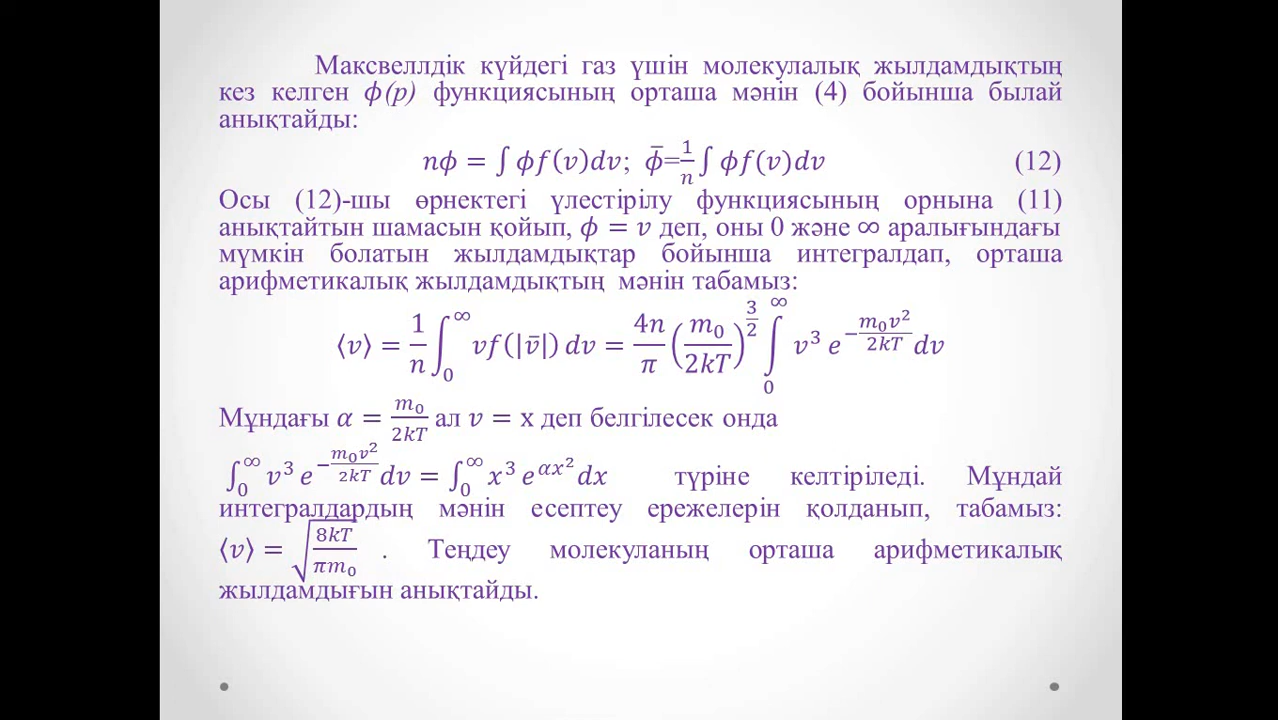 Максвеллдік күйдегі газ үшін молекулалық жылдамдықтың
кез келген ϕ(p) функциясының орташа мәнін (4) бойынша былай
анықтайды:
nϕ = ∫ ϕf(v)dv; ϕ̄=1/n ∫ ϕf(v)dv (12)
Осы (12)-шы өрнектегі үлестірілу функциясының орнына (11)
анықтайтын шамасын қойып, ϕ = v деп, оны 0 және ∞ аралығындағы
мүмкін болатын жылдамдықтар бойынша интегралдап, орташа
арифметикалық жылдамдықтың мәнін табамыз:
⟨v⟩ = 1/n ∫₀^∞ vf(|v̄|) dv = 4n/π (m₀/2kT)^(3/2) ∫₀^∞ v³ e^(−m₀v²/2kT) dv
Мұндағы α = m₀/2kT ал v = x деп белгілесек онда
∫₀^∞ v³ e^(−m₀v²/2kT) dv = ∫₀^∞ x³ e^(αx²) dx түріне келтіріледі. Мұндай
интегралдардың мәнін есептеу ережелерін қолданып, табамыз:
⟨v⟩ = √(8kT/πm₀) . Теңдеу молекуланың орташа арифметикалық
жылдамдығын анықтайды.